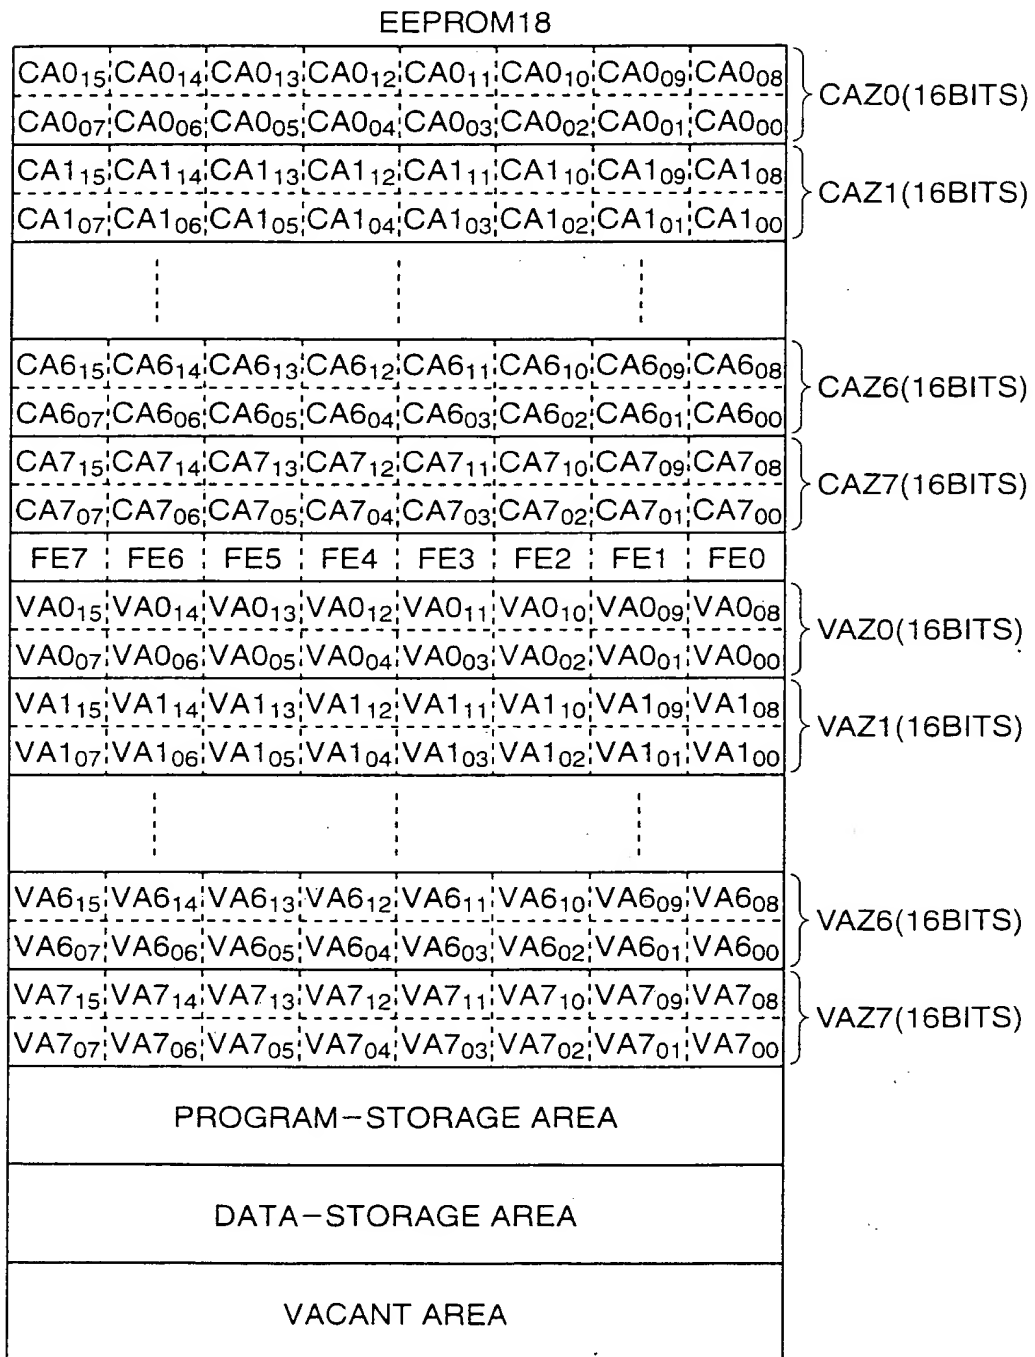 EEPROM18
CA0₁₅ CA0₁₄ CA0₁₃ CA0₁₂ CA0₁₁ CA0₁₀ CA0₀₉ CA0₀₈
CA0₀₇ CA0₀₆ CA0₀₅ CA0₀₄ CA0₀₃ CA0₀₂ CA0₀₁ CA0₀₀
CAZ0(16BITS)
CA1₁₅ CA1₁₄ CA1₁₃ CA1₁₂ CA1₁₁ CA1₁₀ CA1₀₉ CA1₀₈
CA1₀₇ CA1₀₆ CA1₀₅ CA1₀₄ CA1₀₃ CA1₀₂ CA1₀₁ CA1₀₀
CAZ1(16BITS)
CA6₁₅ CA6₁₄ CA6₁₃ CA6₁₂ CA6₁₁ CA6₁₀ CA6₀₉ CA6₀₈
CA6₀₇ CA6₀₆ CA6₀₅ CA6₀₄ CA6₀₃ CA6₀₂ CA6₀₁ CA6₀₀
CAZ6(16BITS)
CA7₁₅ CA7₁₄ CA7₁₃ CA7₁₂ CA7₁₁ CA7₁₀ CA7₀₉ CA7₀₈
CA7₀₇ CA7₀₆ CA7₀₅ CA7₀₄ CA7₀₃ CA7₀₂ CA7₀₁ CA7₀₀
CAZ7(16BITS)
FE7 FE6 FE5 FE4 FE3 FE2 FE1 FE0
VA0₁₅ VA0₁₄ VA0₁₃ VA0₁₂ VA0₁₁ VA0₁₀ VA0₀₉ VA0₀₈
VA0₀₇ VA0₀₆ VA0₀₅ VA0₀₄ VA0₀₃ VA0₀₂ VA0₀₁ VA0₀₀
VAZ0(16BITS)
VA1₁₅ VA1₁₄ VA1₁₃ VA1₁₂ VA1₁₁ VA1₁₀ VA1₀₉ VA1₀₈
VA1₀₇ VA1₀₆ VA1₀₅ VA1₀₄ VA1₀₃ VA1₀₂ VA1₀₁ VA1₀₀
VAZ1(16BITS)
VA6₁₅ VA6₁₄ VA6₁₃ VA6₁₂ VA6₁₁ VA6₁₀ VA6₀₉ VA6₀₈
VA6₀₇ VA6₀₆ VA6₀₅ VA6₀₄ VA6₀₃ VA6₀₂ VA6₀₁ VA6₀₀
VAZ6(16BITS)
VA7₁₅ VA7₁₄ VA7₁₃ VA7₁₂ VA7₁₁ VA7₁₀ VA7₀₉ VA7₀₈
VA7₀₇ VA7₀₆ VA7₀₅ VA7₀₄ VA7₀₃ VA7₀₂ VA7₀₁ VA7₀₀
VAZ7(16BITS)
PROGRAM-STORAGE AREA
DATA-STORAGE AREA
VACANT AREA